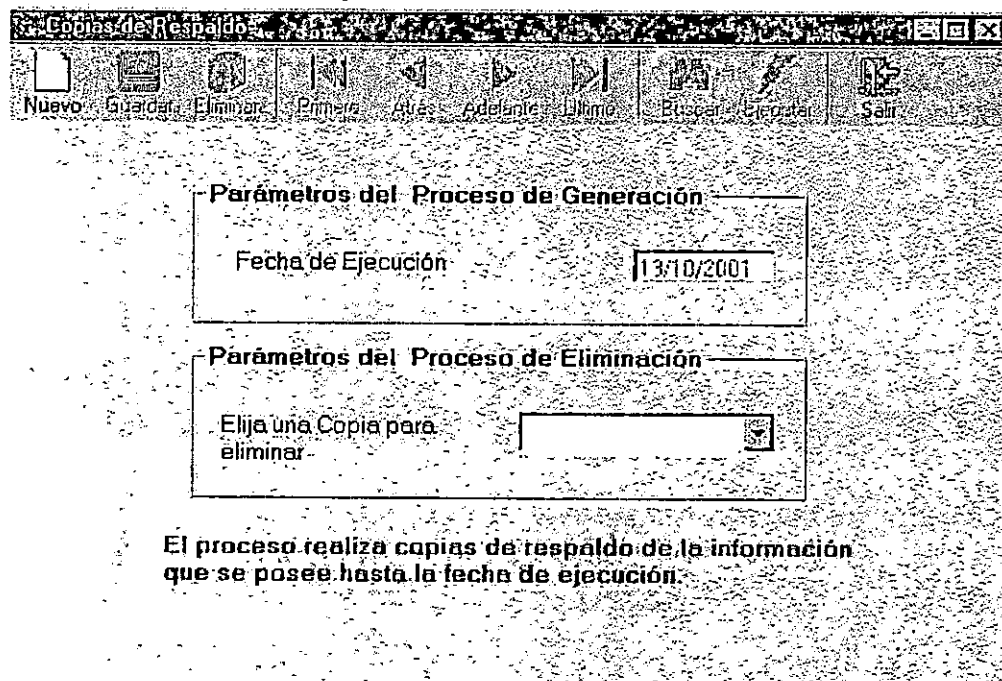 Copias de Respaldo
Nuevo Guardar Eliminar Primero Atrás Adelante Último Buscar Ejecutar Salir
Parámetros del Proceso de Generación
Fecha de Ejecución 13/10/2001
Parámetros del Proceso de Eliminación
Elija una Copia para
eliminar
El proceso realiza copias de respaldo de la información
que se posee hasta la fecha de ejecución.